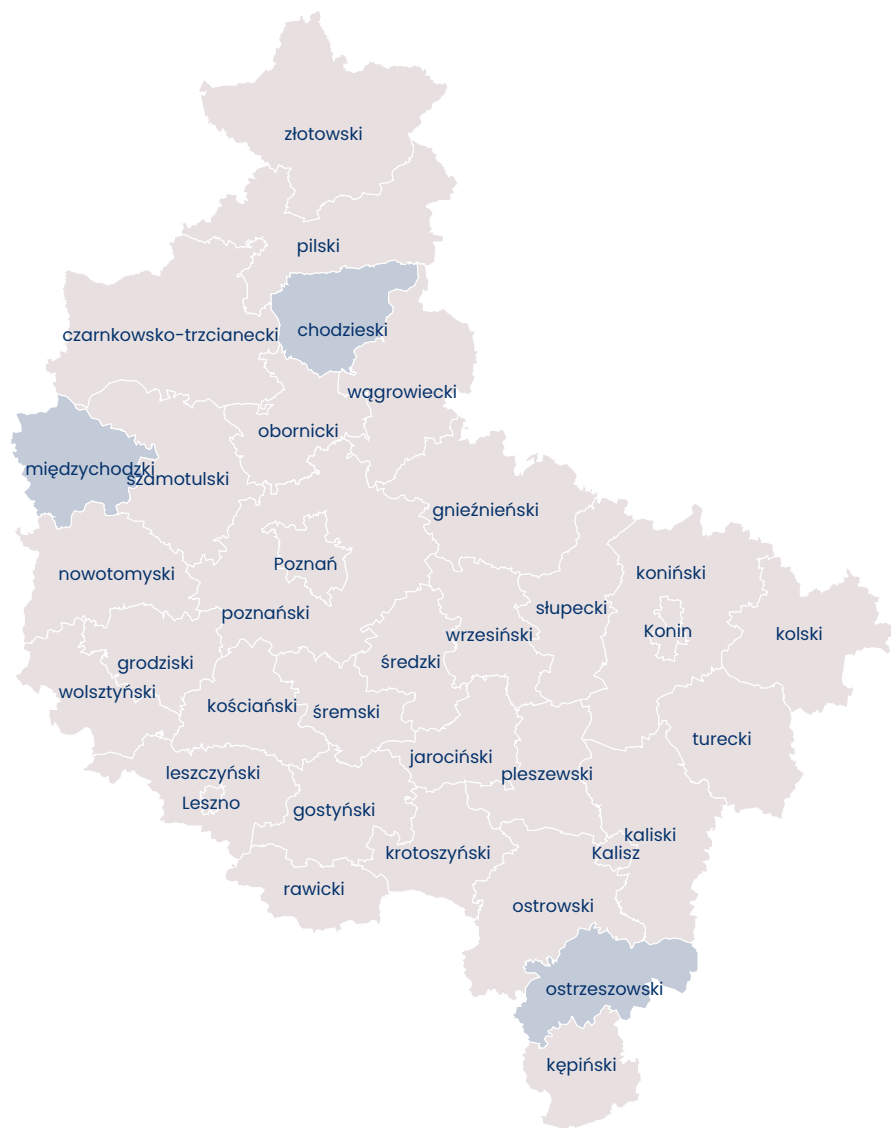 złotowski
pilski
chodzieski
czarnkowsko-trzcianecki
wągrowiecki
obornicki
międzychodzki
szamotulski
gnieźnieński
Poznań
nowotomyski
koniński
słupecki
poznański
Konin
wrzesiński
kolski
średzki
grodziski
wolsztyński
kościański
śremski
turecki
jarociński
leszczyński
pleszewski
Leszno
gostyński
kaliski
krotoszyński
Kalisz
rawicki
ostrowski
ostrzeszowski
kępiński